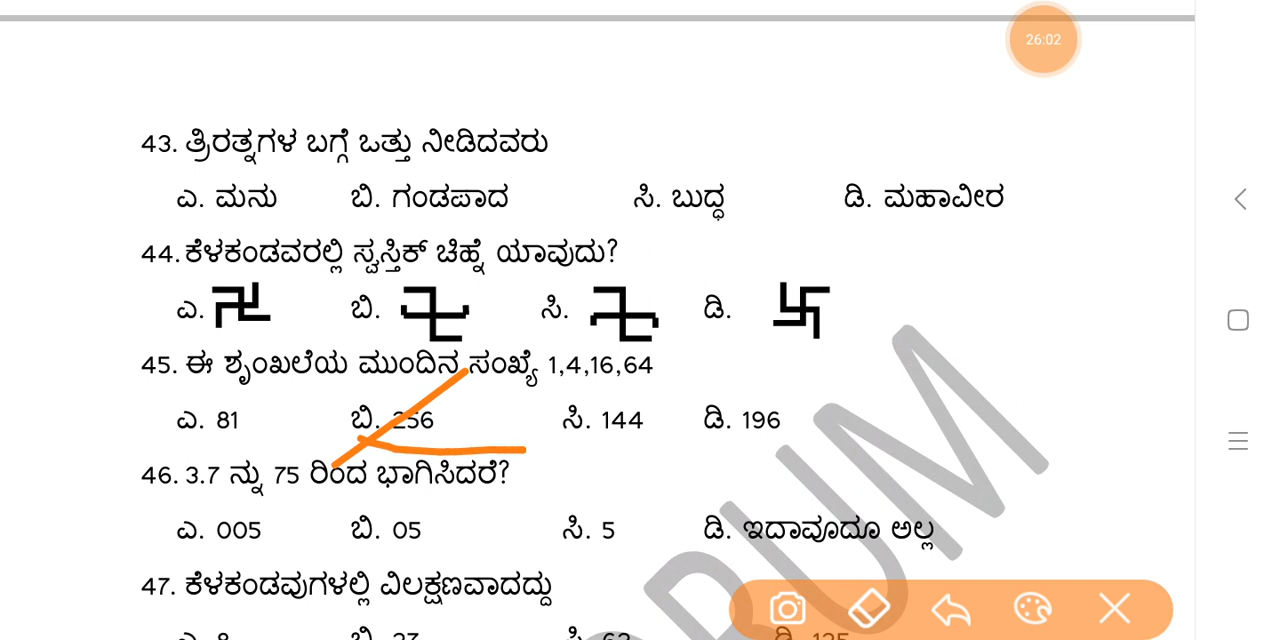 26:02
43. ತ್ರಿರತ್ನಗಳ ಬಗ್ಗೆ ಒತ್ತು ನೀಡಿದವರು
ಎ. ಮನು ಬಿ. ಗಂಡಪಾದ ಸಿ. ಬುದ್ಧ ಡಿ. ಮಹಾವೀರ
44. ಕೆಳಕಂಡವರಲ್ಲಿ ಸ್ವಸ್ತಿಕ್ ಚಿಹ್ನೆ ಯಾವುದು?
ಎ. ಬಿ. ಸಿ. ಡಿ.
45. ಈ ಶೃಂಖಲೆಯ ಮುಂದಿನ ಸಂಖ್ಯೆ 1,4,16,64
ಎ. 81 ಬಿ. 256 ಸಿ. 144 ಡಿ. 196
46. 3.7 ನ್ನು 75 ರಿಂದ ಭಾಗಿಸಿದರೆ?
ಎ. 005 ಬಿ. 05 ಸಿ. 5 ಡಿ. ಇದಾವೂದೂ ಅಲ್ಲ
47. ಕೆಳಕಂಡವುಗಳಲ್ಲಿ ವಿಲಕ್ಷಣವಾದದ್ದು